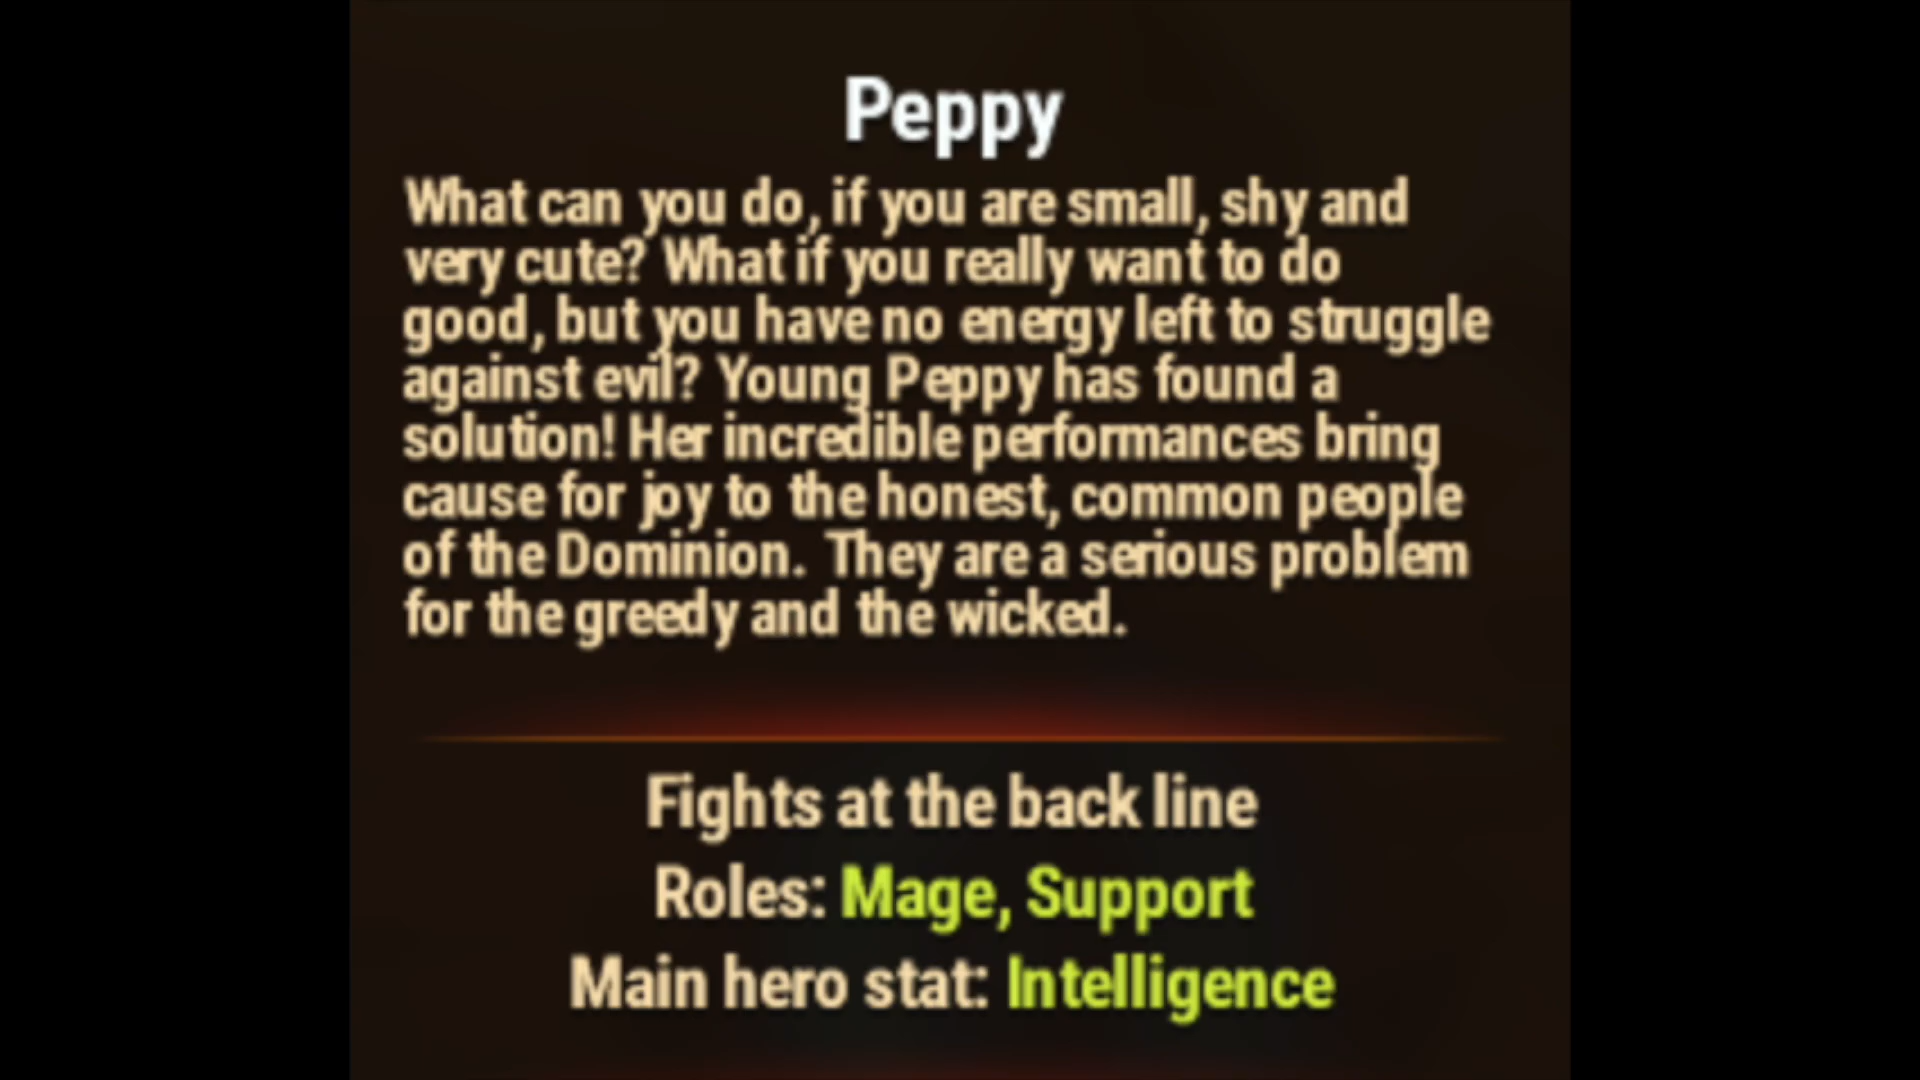 Peppy
What can you do, if you are small, shy and
very cute? What if you really want to do
good, but you have no energy left to struggle
against evil? Young Peppy has found a
solution! Her incredible performances bring
cause for joy to the honest, common people
of the Dominion. They are a serious problem
for the greedy and the wicked.
Fights at the back line
Roles: Mage, Support
Main hero stat: Intelligence